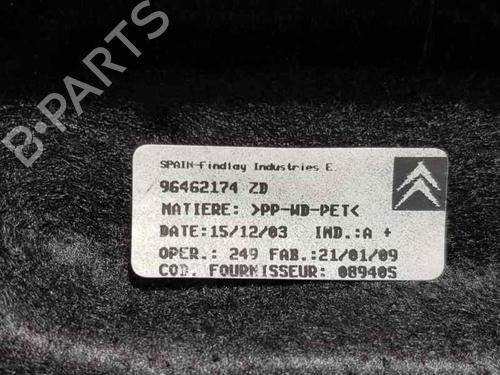 B-PARTS
SPAIN-Findlay Industries E
96462174 ZD
MATIERE: >PP-WD-PET<
DATE:15/12/03 IND.:A +
OPER.: 249 FAB.:21/01/09
COD. FOURNISSEUR: 08940S